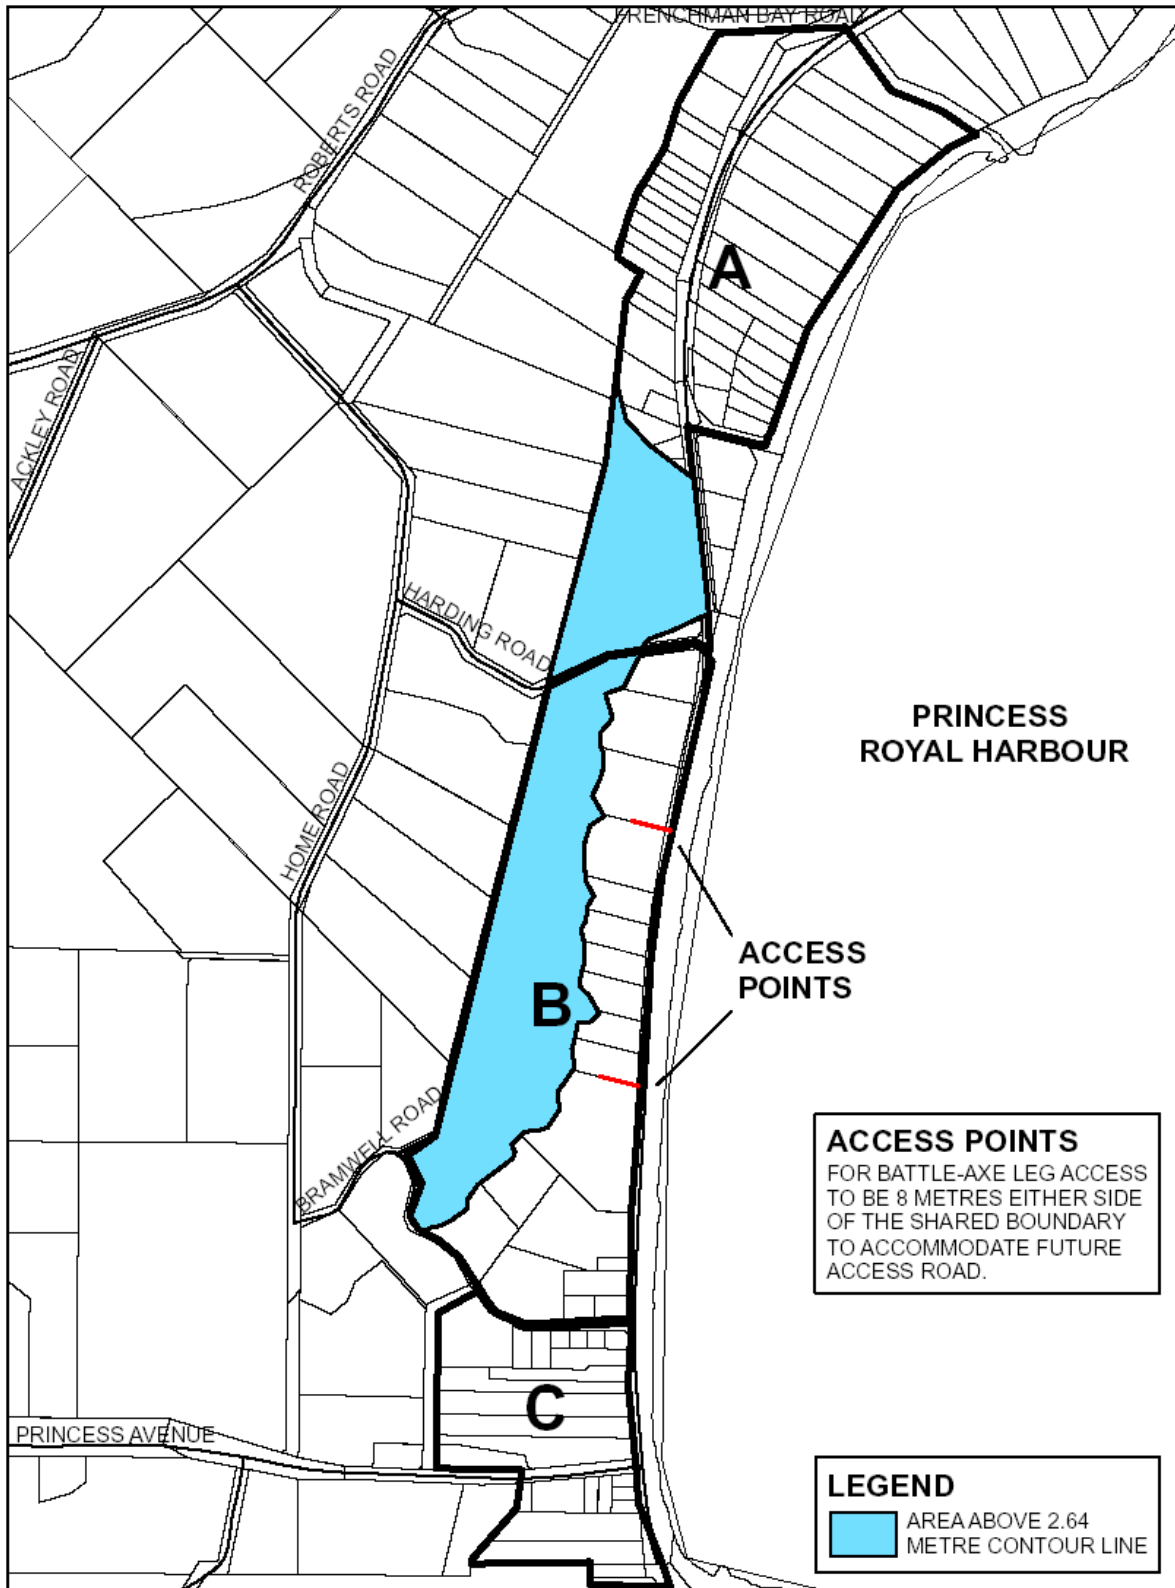 FRENCHMAN BAY ROAD
ROBERTS ROAD
A
ACKLEY ROAD
HARDING ROAD
PRINCESS
ROYAL HARBOUR
HOME ROAD
ACCESS
POINTS
B
BRAMWELL ROAD
ACCESS POINTS
FOR BATTLE-AXE LEG ACCESS
TO BE 8 METRES EITHER SIDE
OF THE SHARED BOUNDARY
TO ACCOMMODATE FUTURE
ACCESS ROAD.
C
PRINCESS AVENUE
LEGEND
AREA ABOVE 2.64
METRE CONTOUR LINE